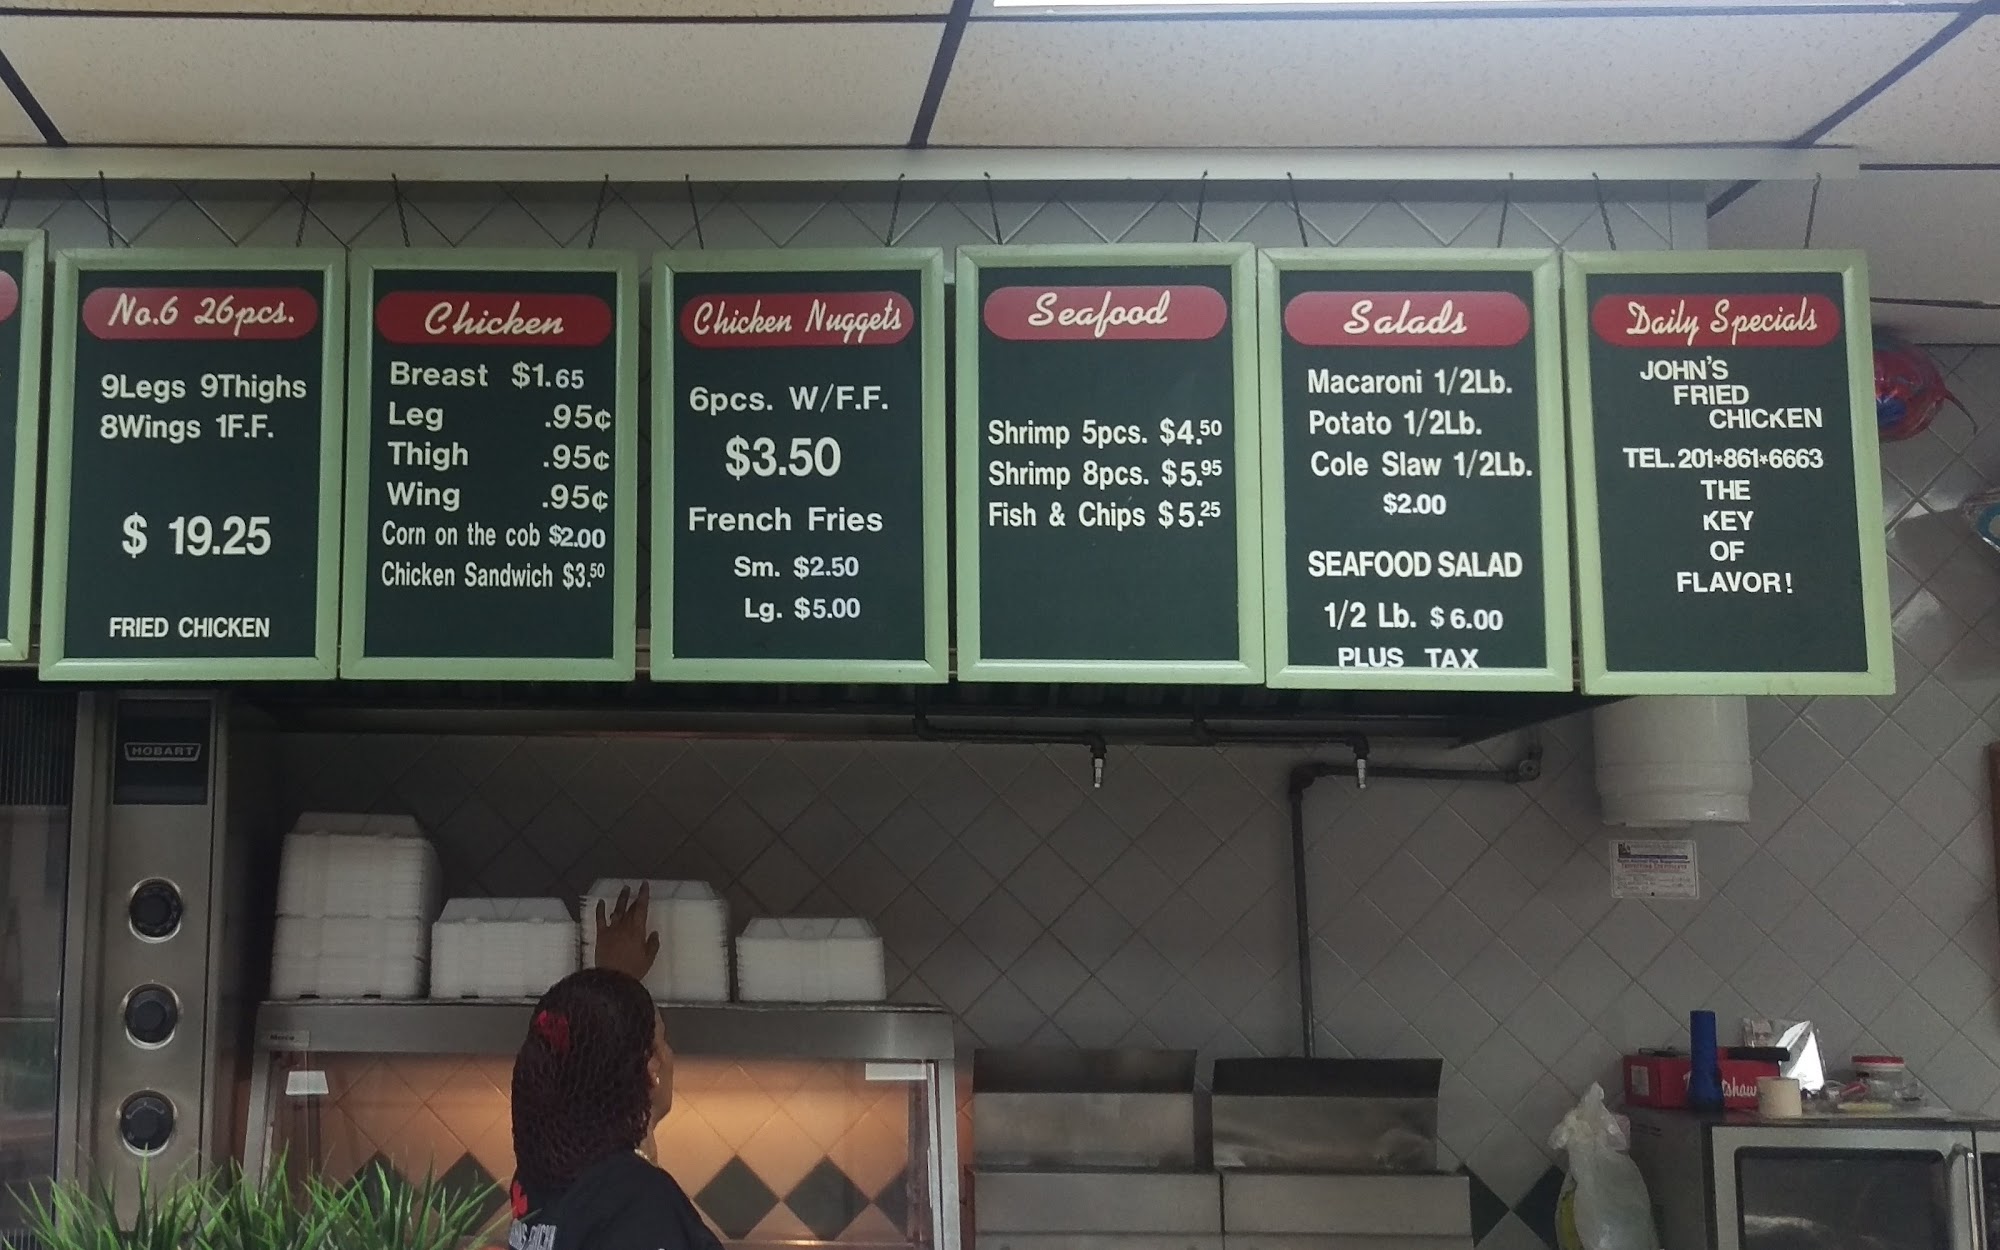 No.6 26pcs.
9Legs 9Thighs
8Wings 1F.F.
$ 19.25
FRIED CHICKEN
Chicken
Breast $1.65
Leg .95¢
Thigh .95¢
Wing .95¢
Corn on the cob $2.00
Chicken Sandwich $3.50
Chicken Nuggets
6pcs. W/F.F.
$3.50
French Fries
Sm. $2.50
Lg. $5.00
Seafood
Shrimp 5pcs. $4.50
Shrimp 8pcs. $5.95
Fish & Chips $5.25
Salads
Macaroni 1/2Lb.
Potato 1/2Lb.
Cole Slaw 1/2Lb.
$2.00
SEAFOOD SALAD
1/2 Lb. $6.00
PLUS TAX
Daily Specials
JOHN'S
FRIED
CHICKEN
TEL.201*861*6663
THE
KEY
OF
FLAVOR!
HOBART